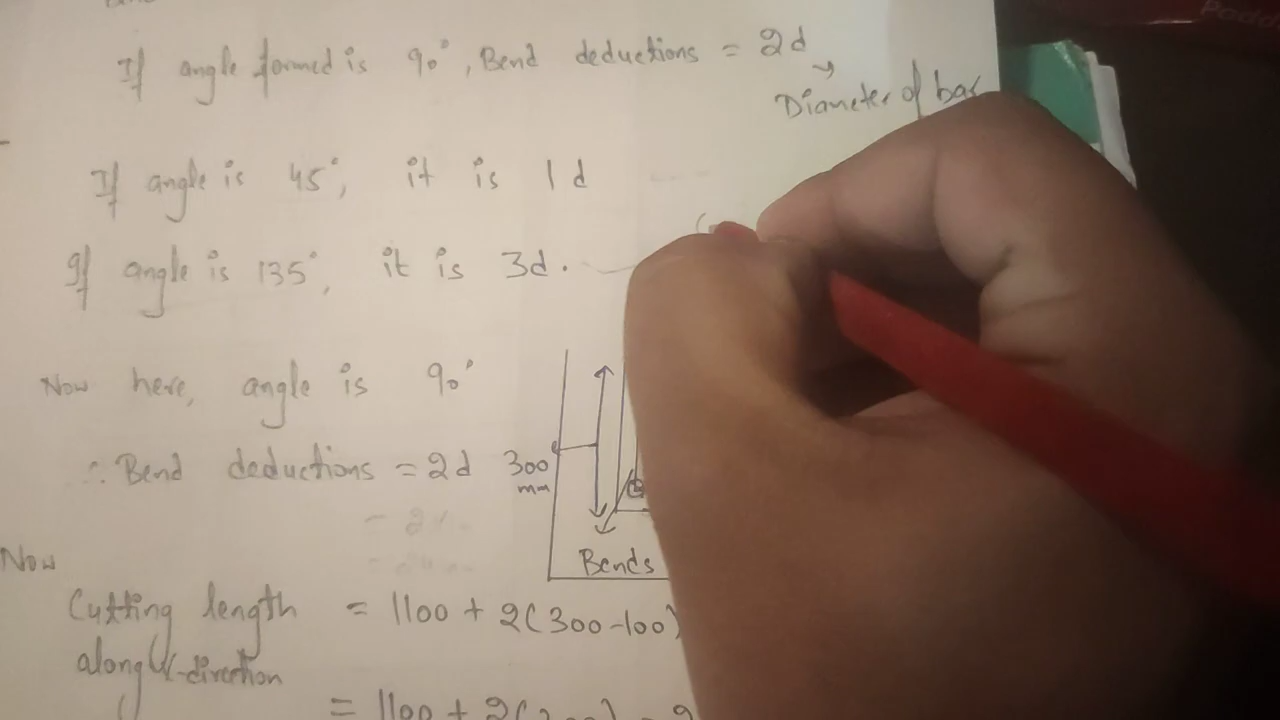 If angle formed is 90°, Bend deductions = 2d
Diameter of bar
If angle is 45°, it is 1d
If angle is 135°, it is 3d.
Now here, angle is 90°
∴ Bend deductions = 2d
300
mm
Bends
Now
Cutting length = 1100 + 2(300-100)
along x-direction
= 1100 + 2(